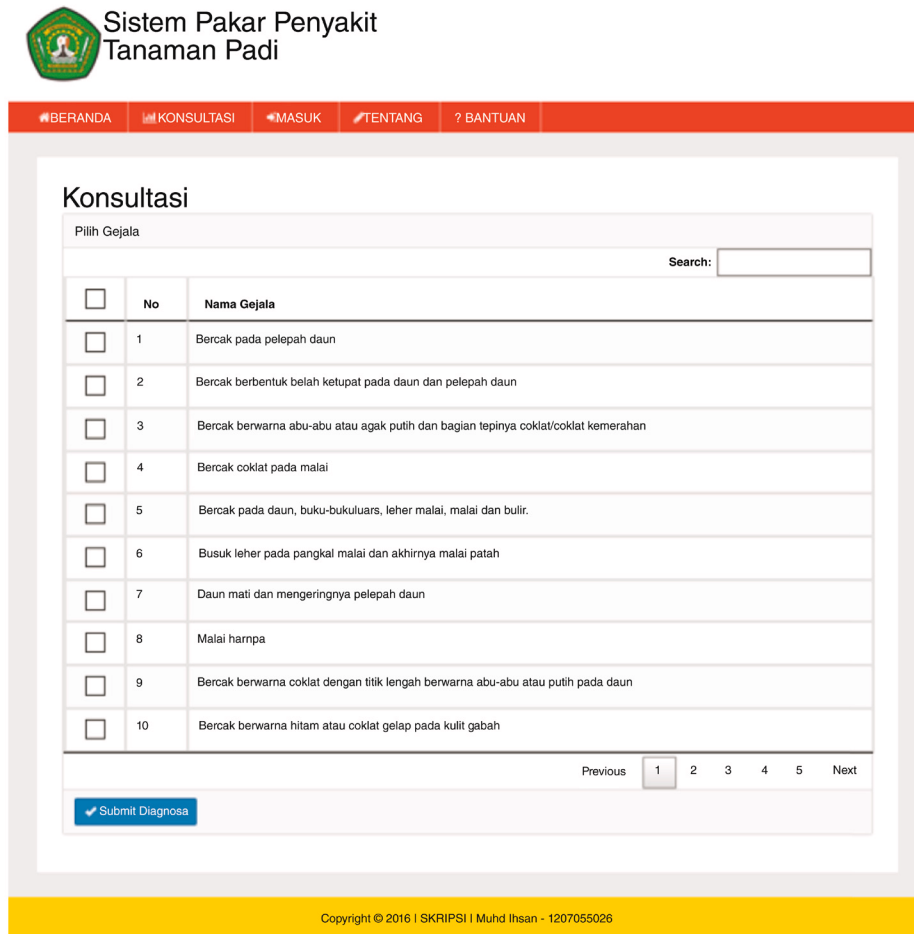 Sistem Pakar Penyakit
Tanaman Padi
BERANDA KONSULTASI MASUK TENTANG ? BANTUAN
Konsultasi
Pilih Gejala
Search:
No Nama Gejala
1 Bercak pada pelepah daun
2 Bercak berbentuk belah ketupat pada daun dan pelepah daun
3 Bercak berwarna abu-abu atau agak putih dan bagian tepinya coklat/coklat kemerahan
4 Bercak coklat pada malai
5 Bercak pada daun, buku-bukuluars, leher malai, malai dan bulir.
6 Busuk leher pada pangkal malai dan akhirnya malai patah
7 Daun mati dan mengeringnya pelepah daun
8 Malai harnpa
9 Bercak berwarna coklat dengan titik lengah berwarna abu-abu atau putih pada daun
10 Bercak berwarna hitam atau coklat gelap pada kulit gabah
Previous 1 2 3 4 5 Next
Submit Diagnosa
Copyright © 2016 | SKRIPSI | Muhd Ihsan - 1207055026